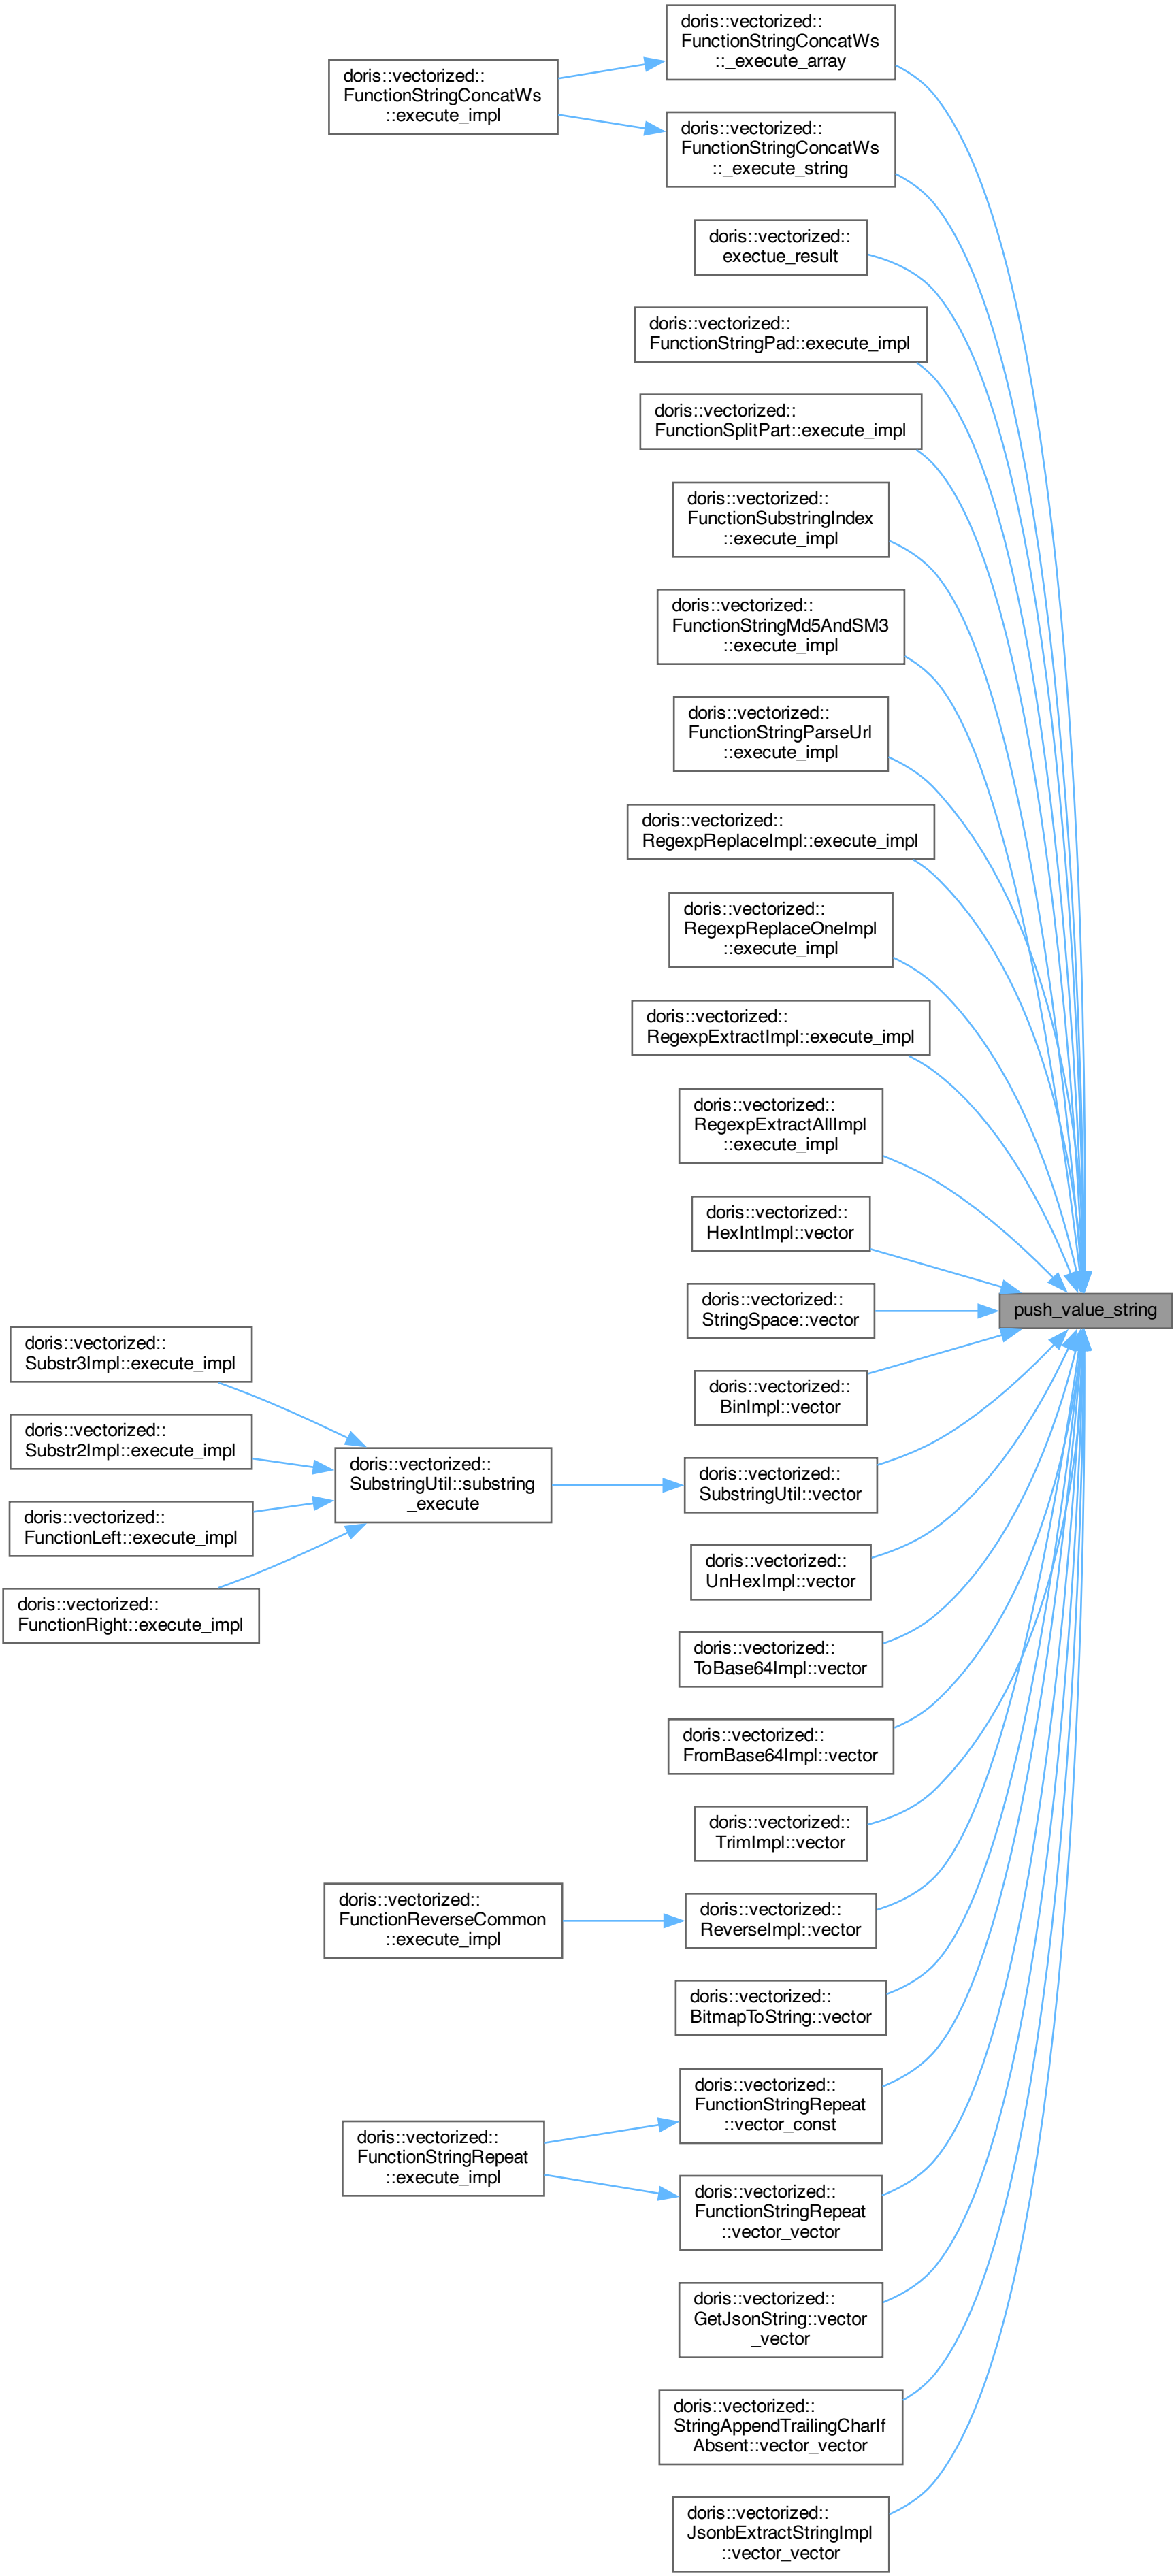 doris::vectorized::
FunctionStringConcatWs
::_execute_array
doris::vectorized::
FunctionStringConcatWs
::execute_impl
doris::vectorized::
FunctionStringConcatWs
::_execute_string
doris::vectorized::
exectue_result
doris::vectorized::
FunctionStringPad::execute_impl
doris::vectorized::
FunctionSplitPart::execute_impl
doris::vectorized::
FunctionSubstringIndex
::execute_impl
doris::vectorized::
FunctionStringMd5AndSM3
::execute_impl
doris::vectorized::
FunctionStringParseUrl
::execute_impl
doris::vectorized::
RegexpReplaceImpl::execute_impl
doris::vectorized::
RegexpReplaceOneImpl
::execute_impl
doris::vectorized::
RegexpExtractImpl::execute_impl
doris::vectorized::
RegexpExtractAllImpl
::execute_impl
doris::vectorized::
HexIntImpl::vector
doris::vectorized::
StringSpace::vector
push_value_string
doris::vectorized::
BinImpl::vector
doris::vectorized::
Substr3Impl::execute_impl
doris::vectorized::
Substr2Impl::execute_impl
doris::vectorized::
FunctionLeft::execute_impl
doris::vectorized::
FunctionRight::execute_impl
doris::vectorized::
SubstringUtil::substring
_execute
doris::vectorized::
SubstringUtil::vector
doris::vectorized::
UnHexImpl::vector
doris::vectorized::
ToBase64Impl::vector
doris::vectorized::
FromBase64Impl::vector
doris::vectorized::
TrimImpl::vector
doris::vectorized::
FunctionReverseCommon
::execute_impl
doris::vectorized::
ReverseImpl::vector
doris::vectorized::
BitmapToString::vector
doris::vectorized::
FunctionStringRepeat
::vector_const
doris::vectorized::
FunctionStringRepeat
::execute_impl
doris::vectorized::
FunctionStringRepeat
::vector_vector
doris::vectorized::
GetJsonString::vector
_vector
doris::vectorized::
StringAppendTrailingCharIf
Absent::vector_vector
doris::vectorized::
JsonbExtractStringImpl
::vector_vector